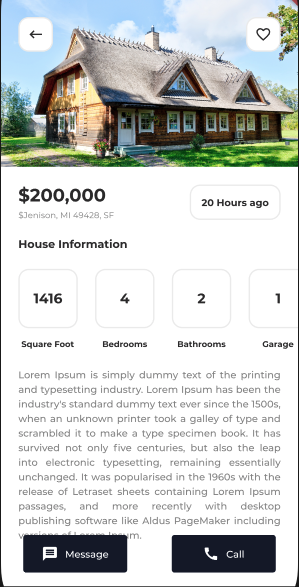 $200,000
20 Hours ago
$Jenison, MI 49428, SF
House Information
1416 4 2 1
Square Foot Bedrooms Bathrooms Garage
Lorem Ipsum is simply dummy text of the printing
and typesetting industry. Lorem Ipsum has been the
industry's standard dummy text ever since the 1500s,
when an unknown printer took a galley of type and
scrambled it to make a type specimen book. It has
survived not only five centuries, but also the leap
into electronic typesetting, remaining essentially
unchanged. It was popularised in the 1960s with the
release of Letraset sheets containing Lorem Ipsum
passages, and more recently with desktop
publishing software like Aldus PageMaker including
versions of Lorem Ipsum.
Message Call